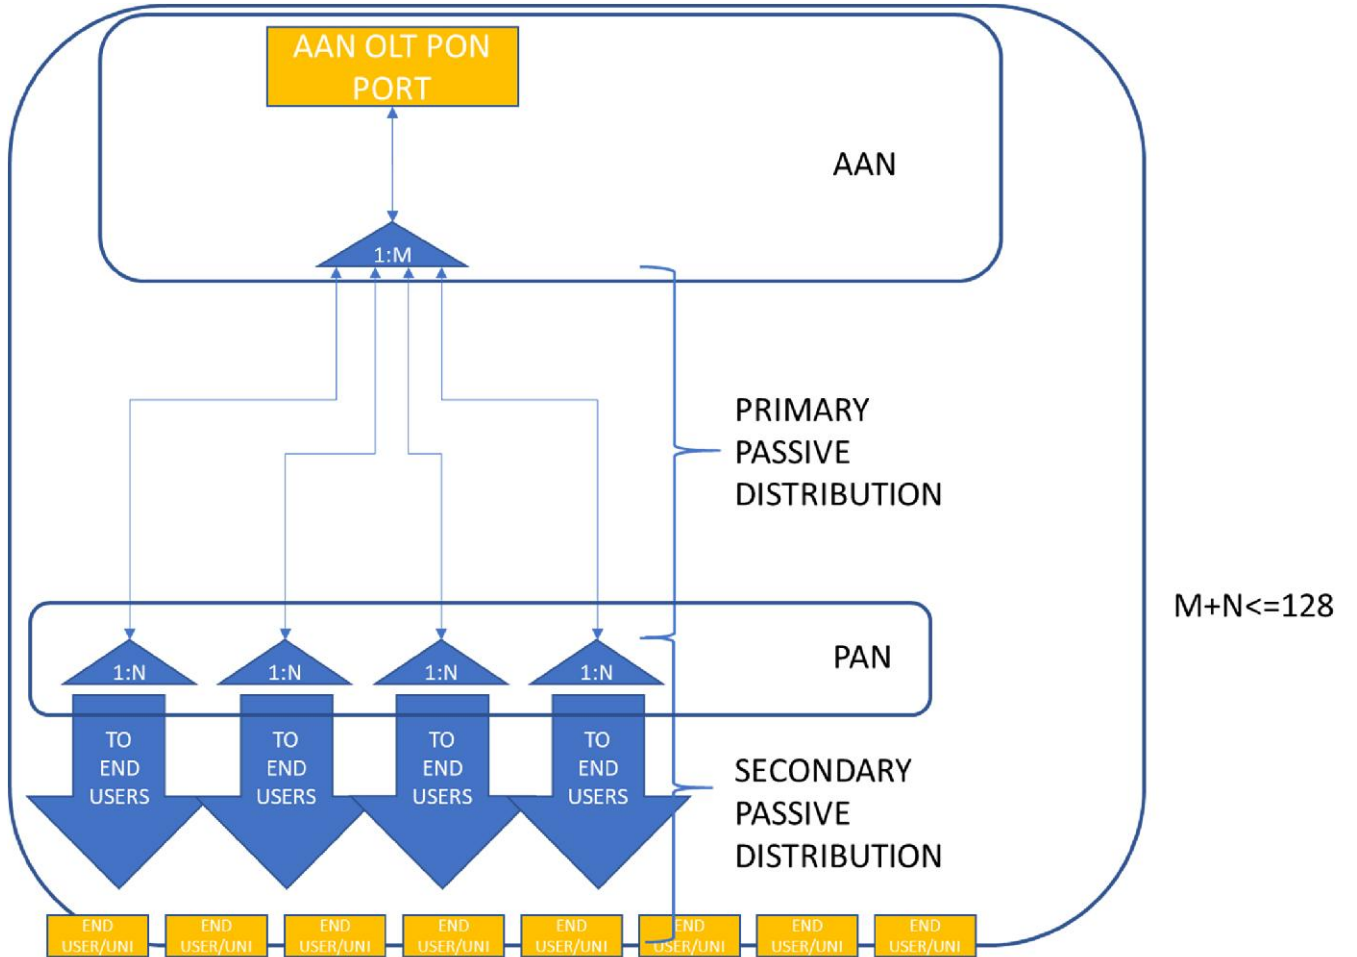 AAN OLT PON
PORT
AAN
1:M
PRIMARY
PASSIVE
DISTRIBUTION
M+N<=128
1:N
1:N
1:N
1:N
PAN
TO
END
USERS
TO
END
USERS
TO
END
USERS
TO
END
USERS
SECONDARY
PASSIVE
DISTRIBUTION
END
USER/UNI
END
USER/UNI
END
USER/UNI
END
USER/UNI
END
USER/UNI
END
USER/UNI
END
USER/UNI
END
USER/UNI